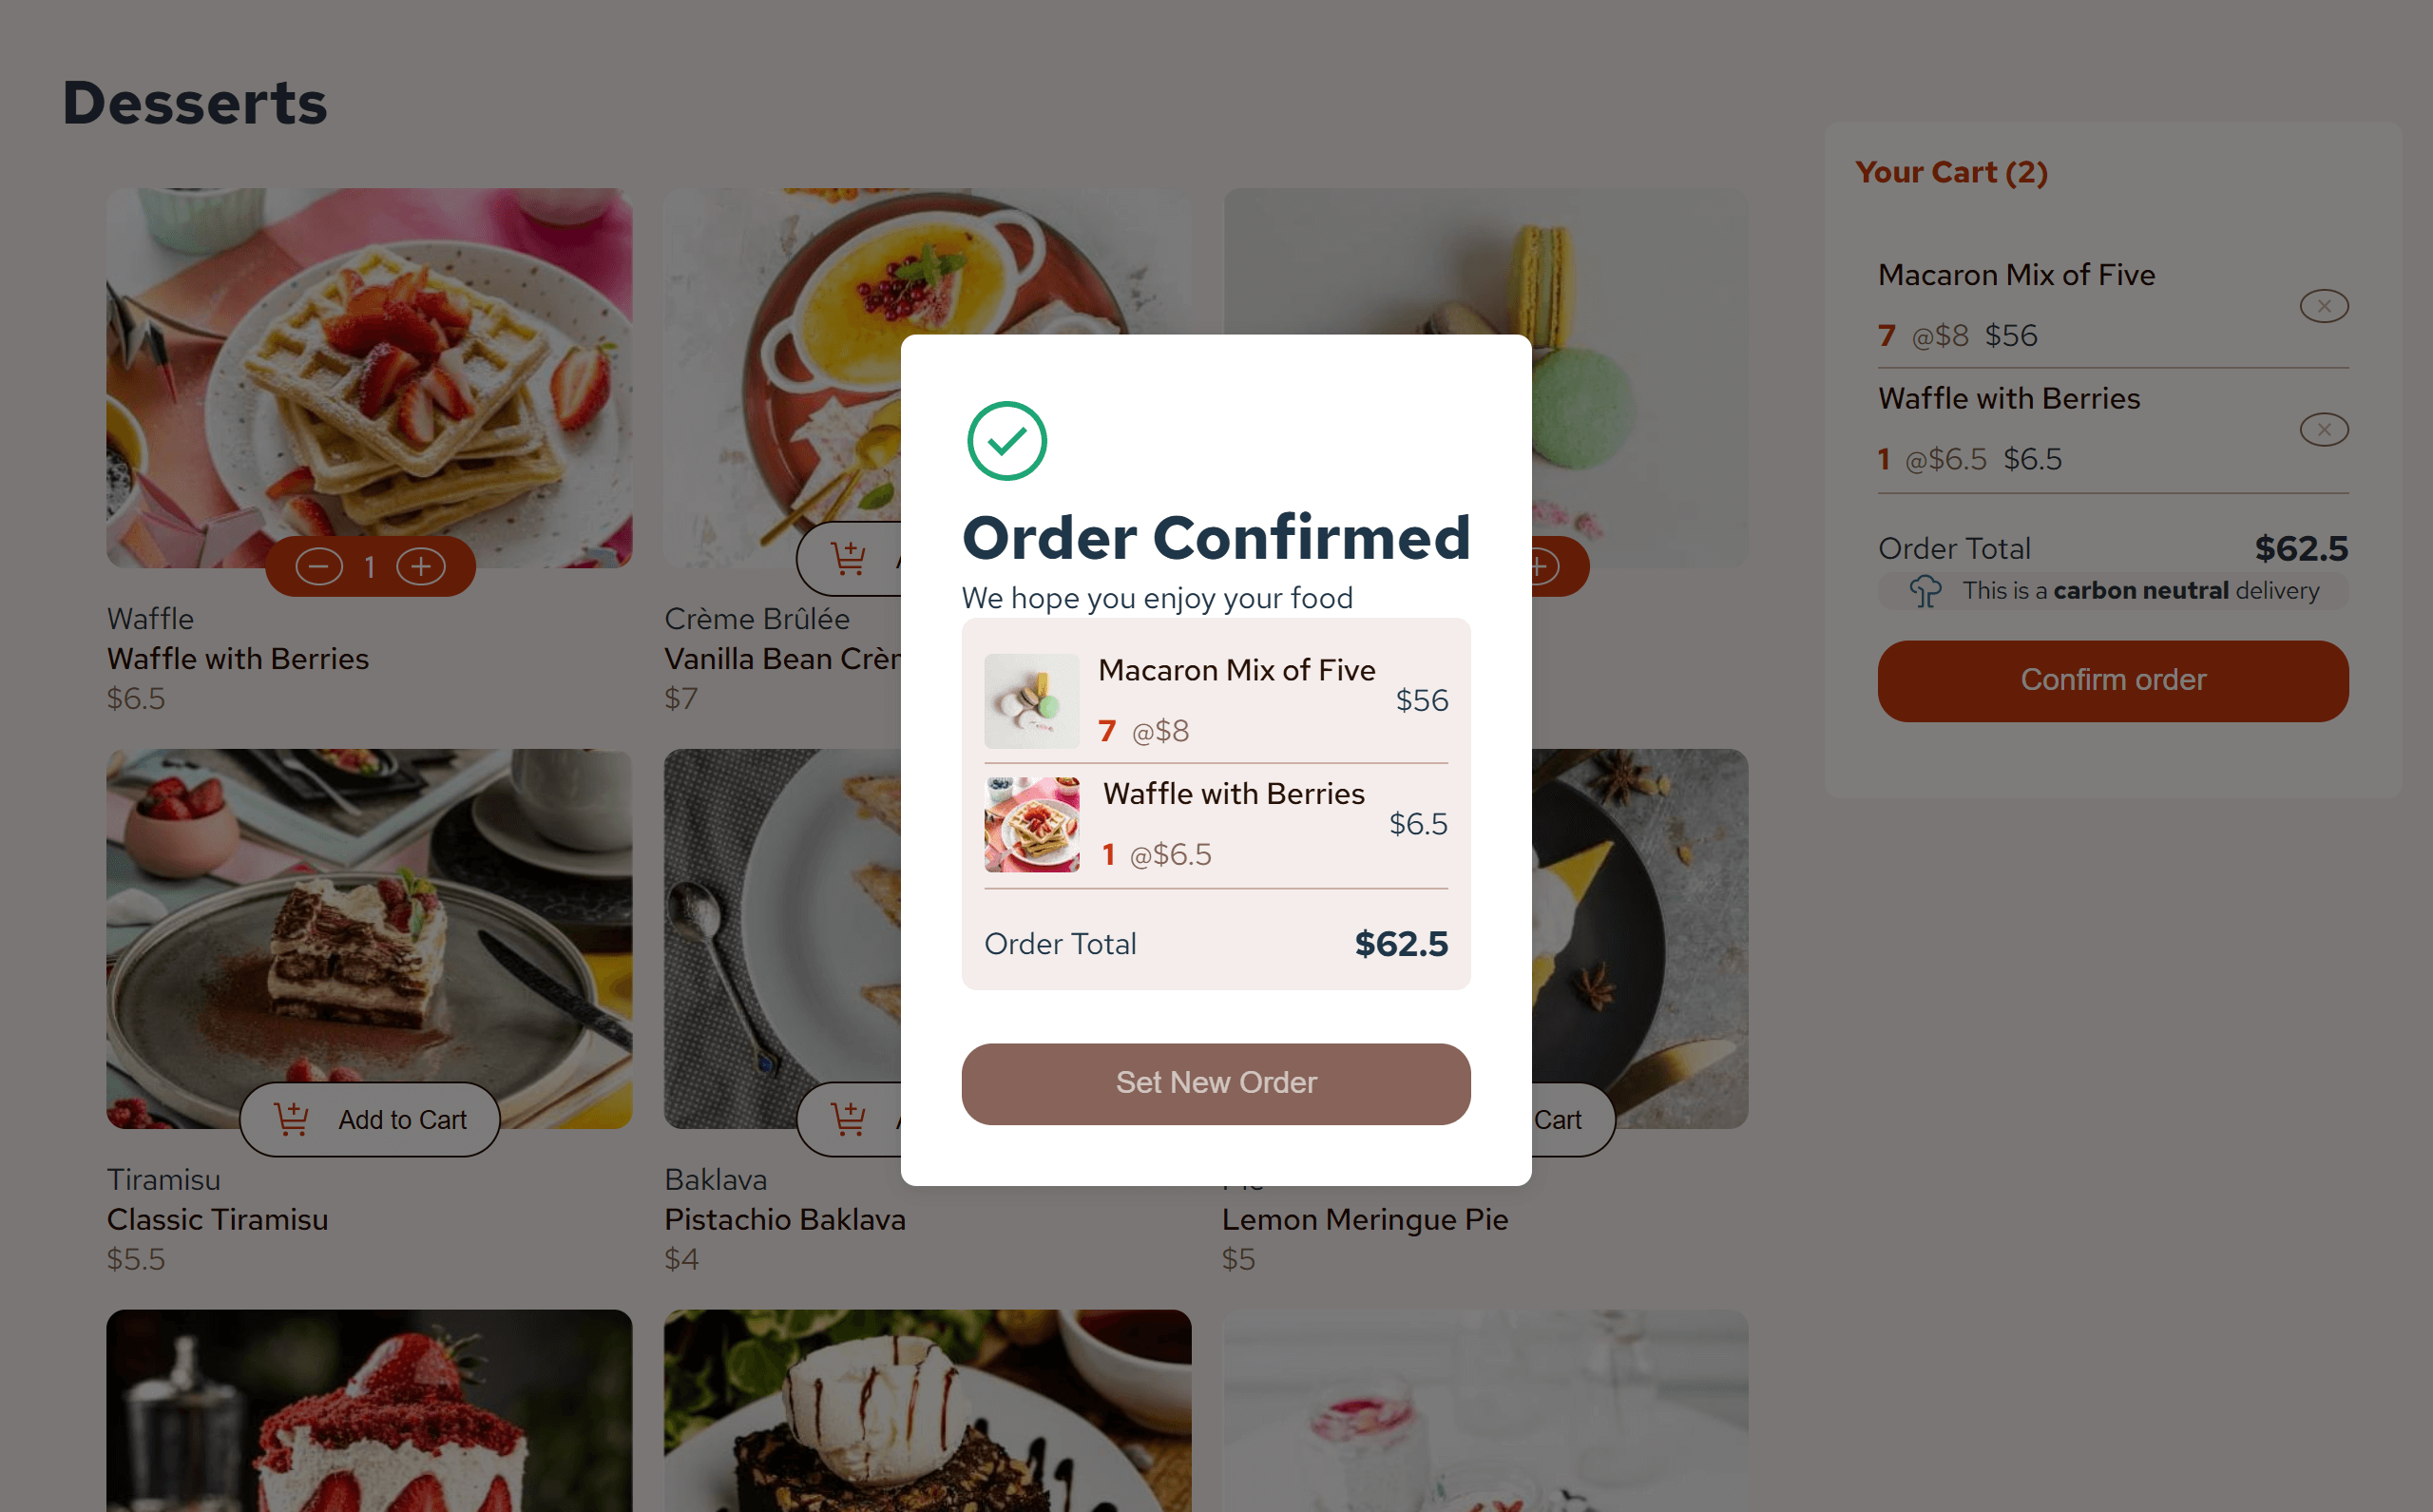 Desserts
1
Waffle
Waffle with Berries
$6.5
Crème Brûlée
Vanilla Bean
$7
Add to Cart
Tiramisu
Classic Tiramisu
$5.5
Baklava
Pistachio Baklava
$4
Cart
Lemon Meringue Pie
$5
Order Confirmed
We hope you enjoy your food
Macaron Mix of Five
7 @$8
$56
Waffle with Berries
1 @$6.5
$6.5
Order Total $62.5
Set New Order
Your Cart (2)
Macaron Mix of Five
7 @$8 $56
Waffle with Berries
1 @$6.5 $6.5
Order Total $62.5
This is a carbon neutral delivery
Confirm order